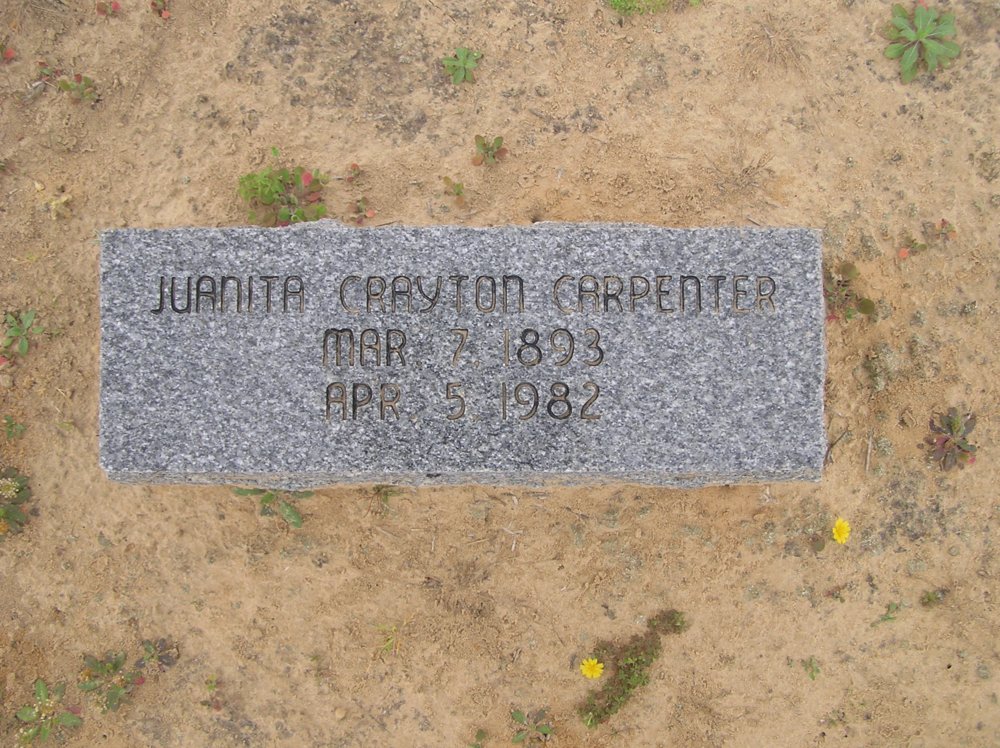 JUANITA CRAYTON CARPENTER
MAR. 7, 1893
APR. 5, 1982